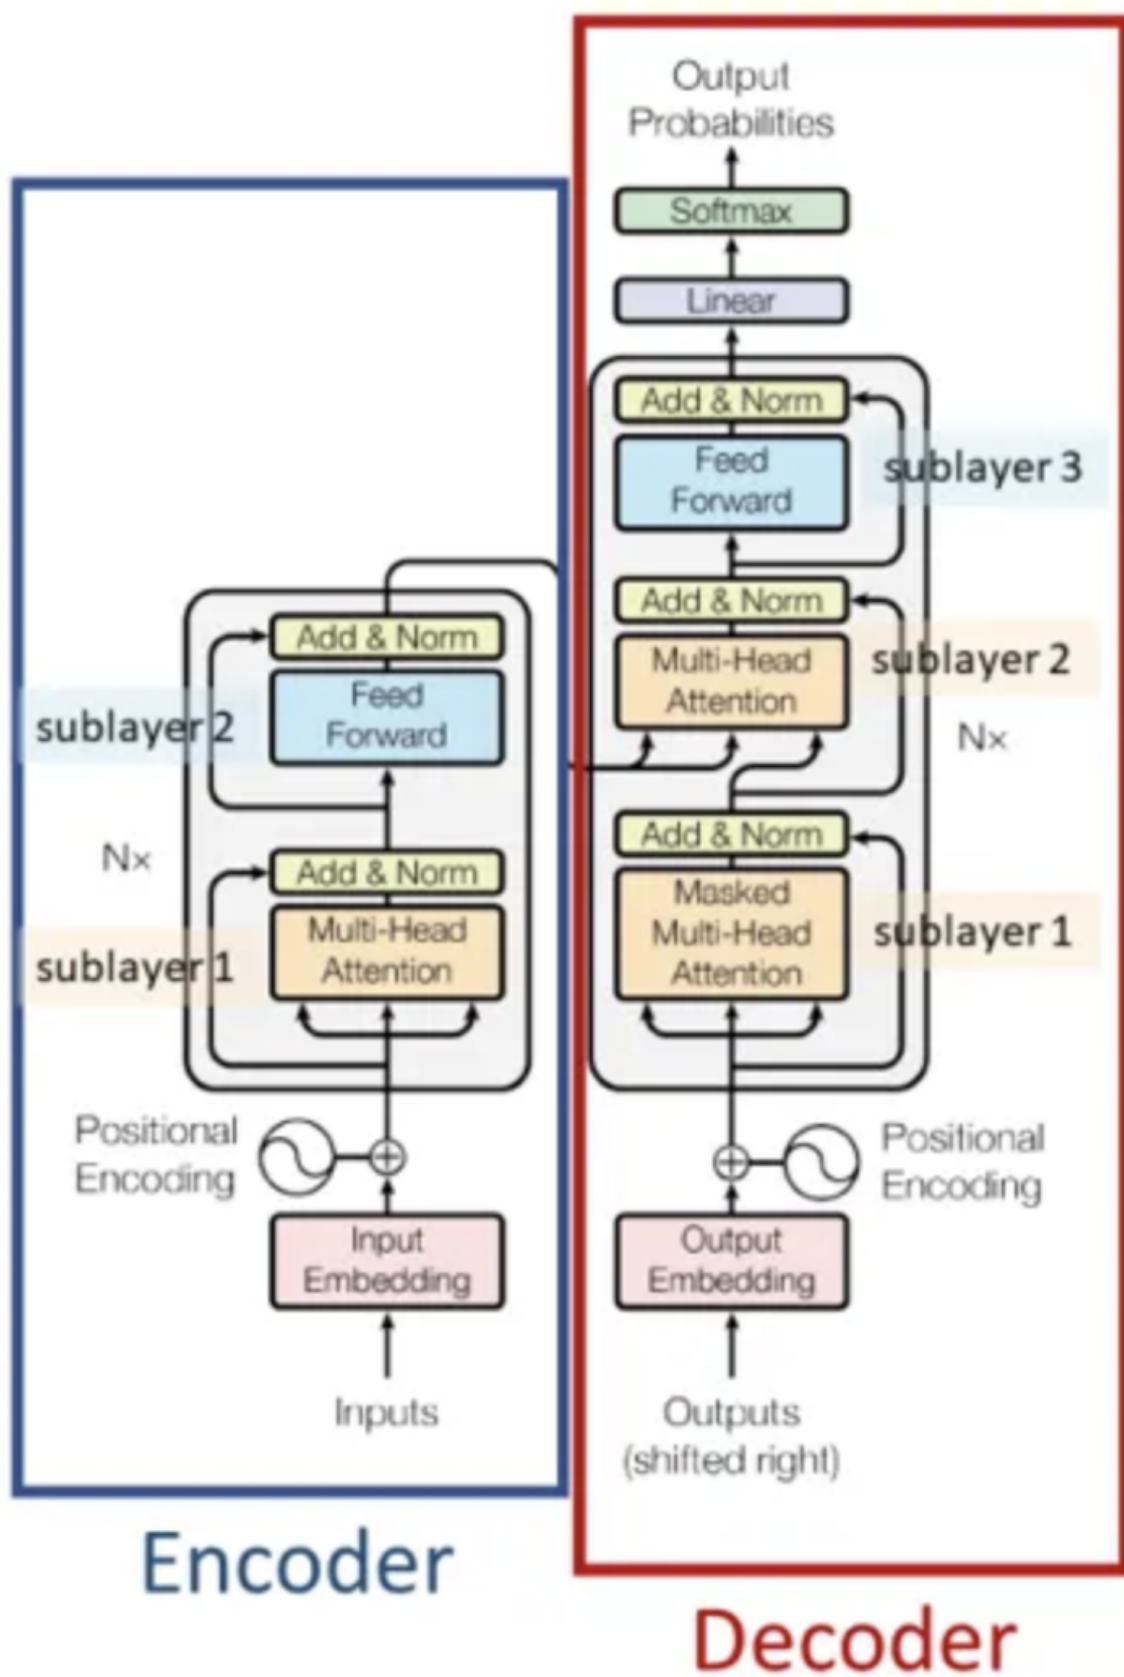 Output
Probabilities
Softmax
Linear
Add & Norm
Feed
Forward
sublayer 3
Add & Norm
Multi-Head
Attention
sublayer 2
Nx
Add & Norm
Masked
Multi-Head
Attention
sublayer 1
Positional
Encoding
Output
Embedding
Outputs
(shifted right)
Add & Norm
Feed
Forward
sublayer 2
Nx
Add & Norm
Multi-Head
Attention
sublayer 1
Positional
Encoding
Input
Embedding
Inputs
Encoder
Decoder